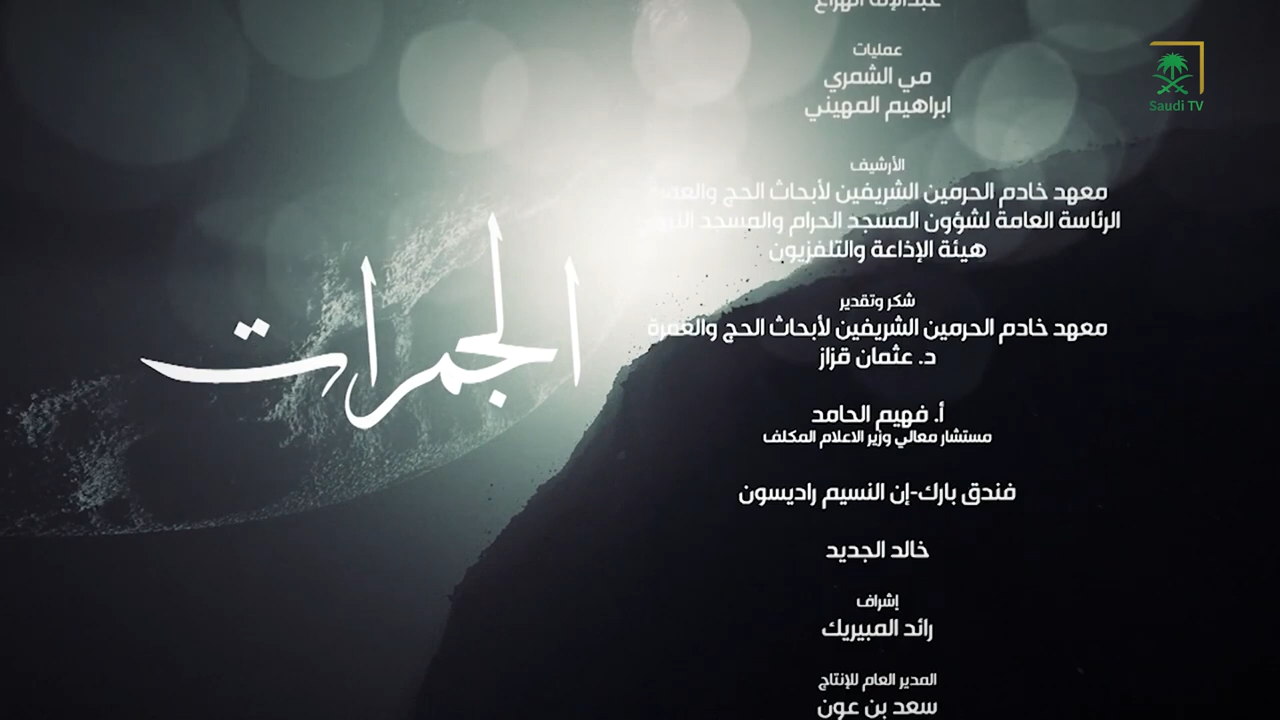 عمليات
مي الشمري
ابراهيم المهيني
Saudi TV
الأرشيف
معهد خادم الحرمين الشريفين لأبحاث الحج والعمرة
الرئاسة العامة لشؤون المسجد الحرام والمسجد النبوي
هيئة الإذاعة والتلفزيون
الجمرات
شكر وتقدير
معهد خادم الحرمين الشريفين لأبحاث الحج والعمرة
د. عثمان قزاز
أ. فهيم الحامد
مستشار معالي وزير الاعلام المكلف
فندق بارك-إن النسيم راديسون
خالد الجديد
إشراف
رائد المبيريك
المدير العام للإنتاج
سعد بن عون